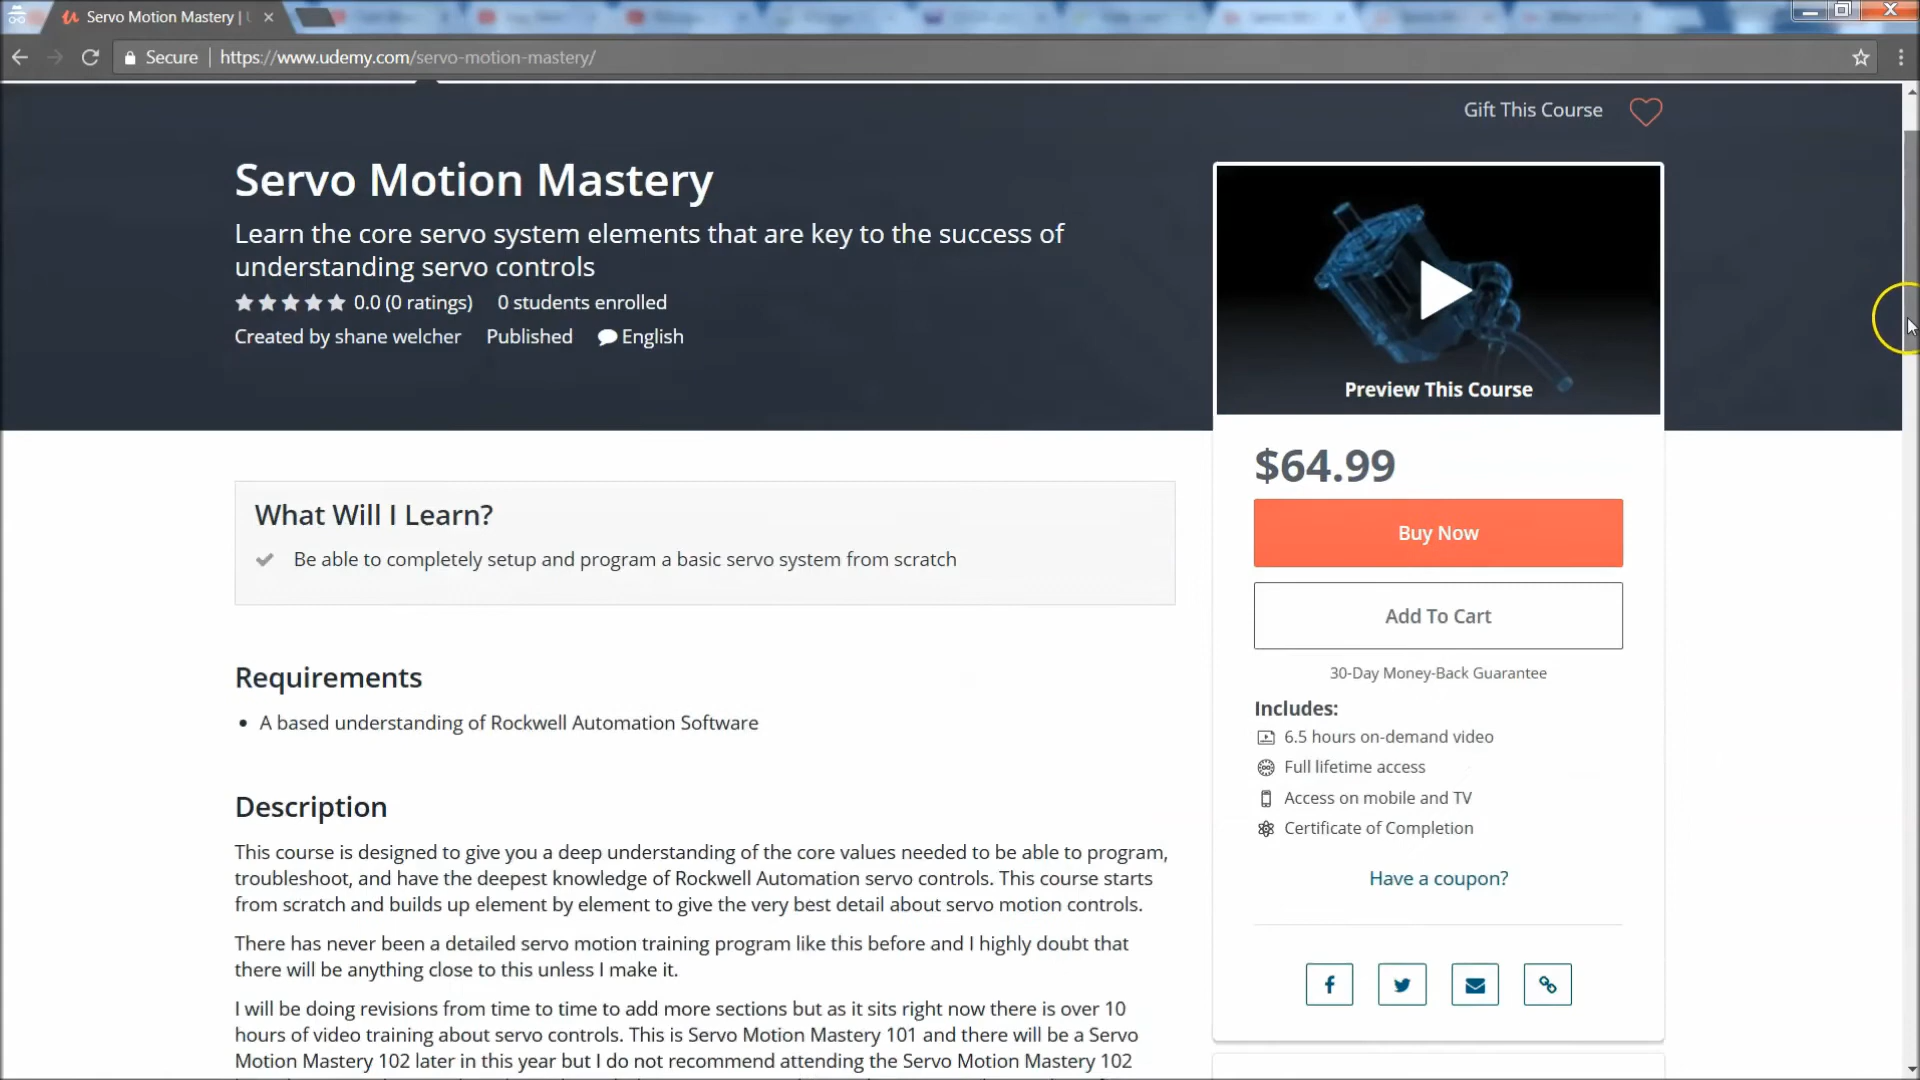 Servo Motion Mastery |
Secure | https://www.udemy.com/servo-motion-mastery/
Gift This Course
Servo Motion Mastery
Learn the core servo system elements that are key to the success of
understanding servo controls
0.0 (0 ratings) 0 students enrolled
Created by shane welcher Published English
Preview This Course
What Will I Learn?
Be able to completely setup and program a basic servo system from scratch
Requirements
• A based understanding of Rockwell Automation Software
Description
This course is designed to give you a deep understanding of the core values needed to be able to program,
troubleshoot, and have the deepest knowledge of Rockwell Automation servo controls. This course starts
from scratch and builds up element by element to give the very best detail about servo motion controls.
There has never been a detailed servo motion training program like this before and I highly doubt that
there will be anything close to this unless I make it.
I will be doing revisions from time to time to add more sections but as it sits right now there is over 10
hours of video training about servo controls. This is Servo Motion Mastery 101 and there will be a Servo
Motion Mastery 102 later in this year but I do not recommend attending the Servo Motion Mastery 102
$64.99
Buy Now
Add To Cart
30-Day Money-Back Guarantee
Includes:
6.5 hours on-demand video
Full lifetime access
Access on mobile and TV
Certificate of Completion
Have a coupon?